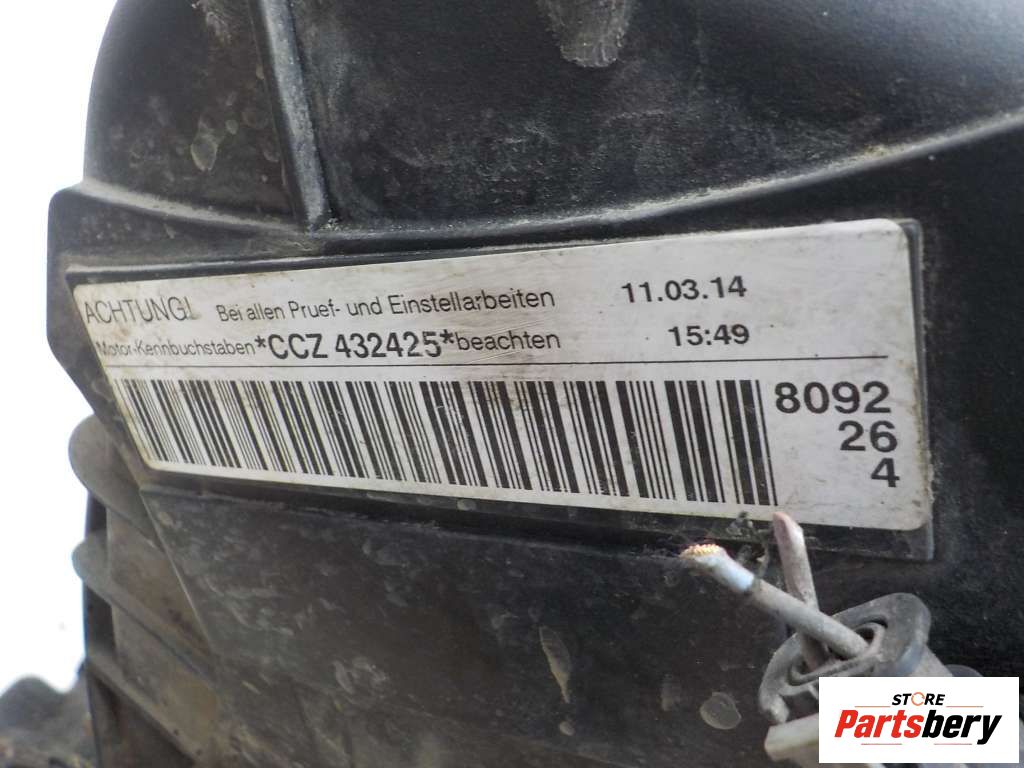 ACHTUNG! Bei allen Pruef- und Einstellarbeiten 11.03.14
Motor-Kennbuchstaben *CCZ 432425* beachten 15:49
8092
26
4
STORE
Partsbery